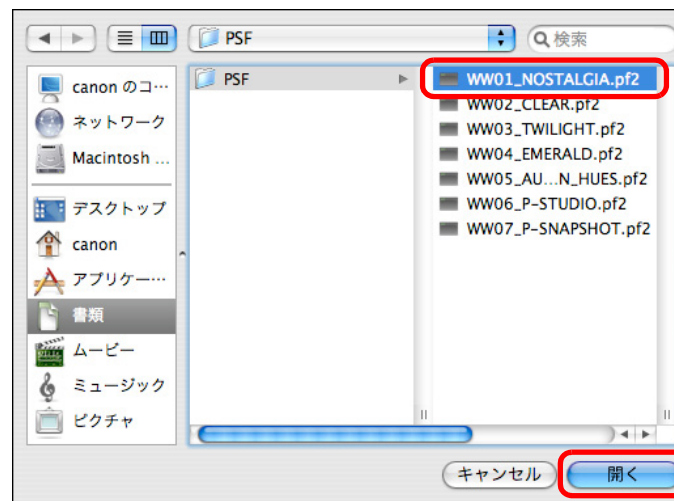 PSF
検索
canon のコ…
ネットワーク
Macintosh ...
デスクトップ
canon
アプリケー…
書類
ムービー
ミュージック
ピクチャ
PSF
WW01_NOSTALGIA.pf2
WW02_CLEAR.pf2
WW03_TWILIGHT.pf2
WW04_EMERALD.pf2
WW05_AU...N_HUES.pf2
WW06_P-STUDIO.pf2
WW07_P-SNAPSHOT.pf2
キャンセル
開く